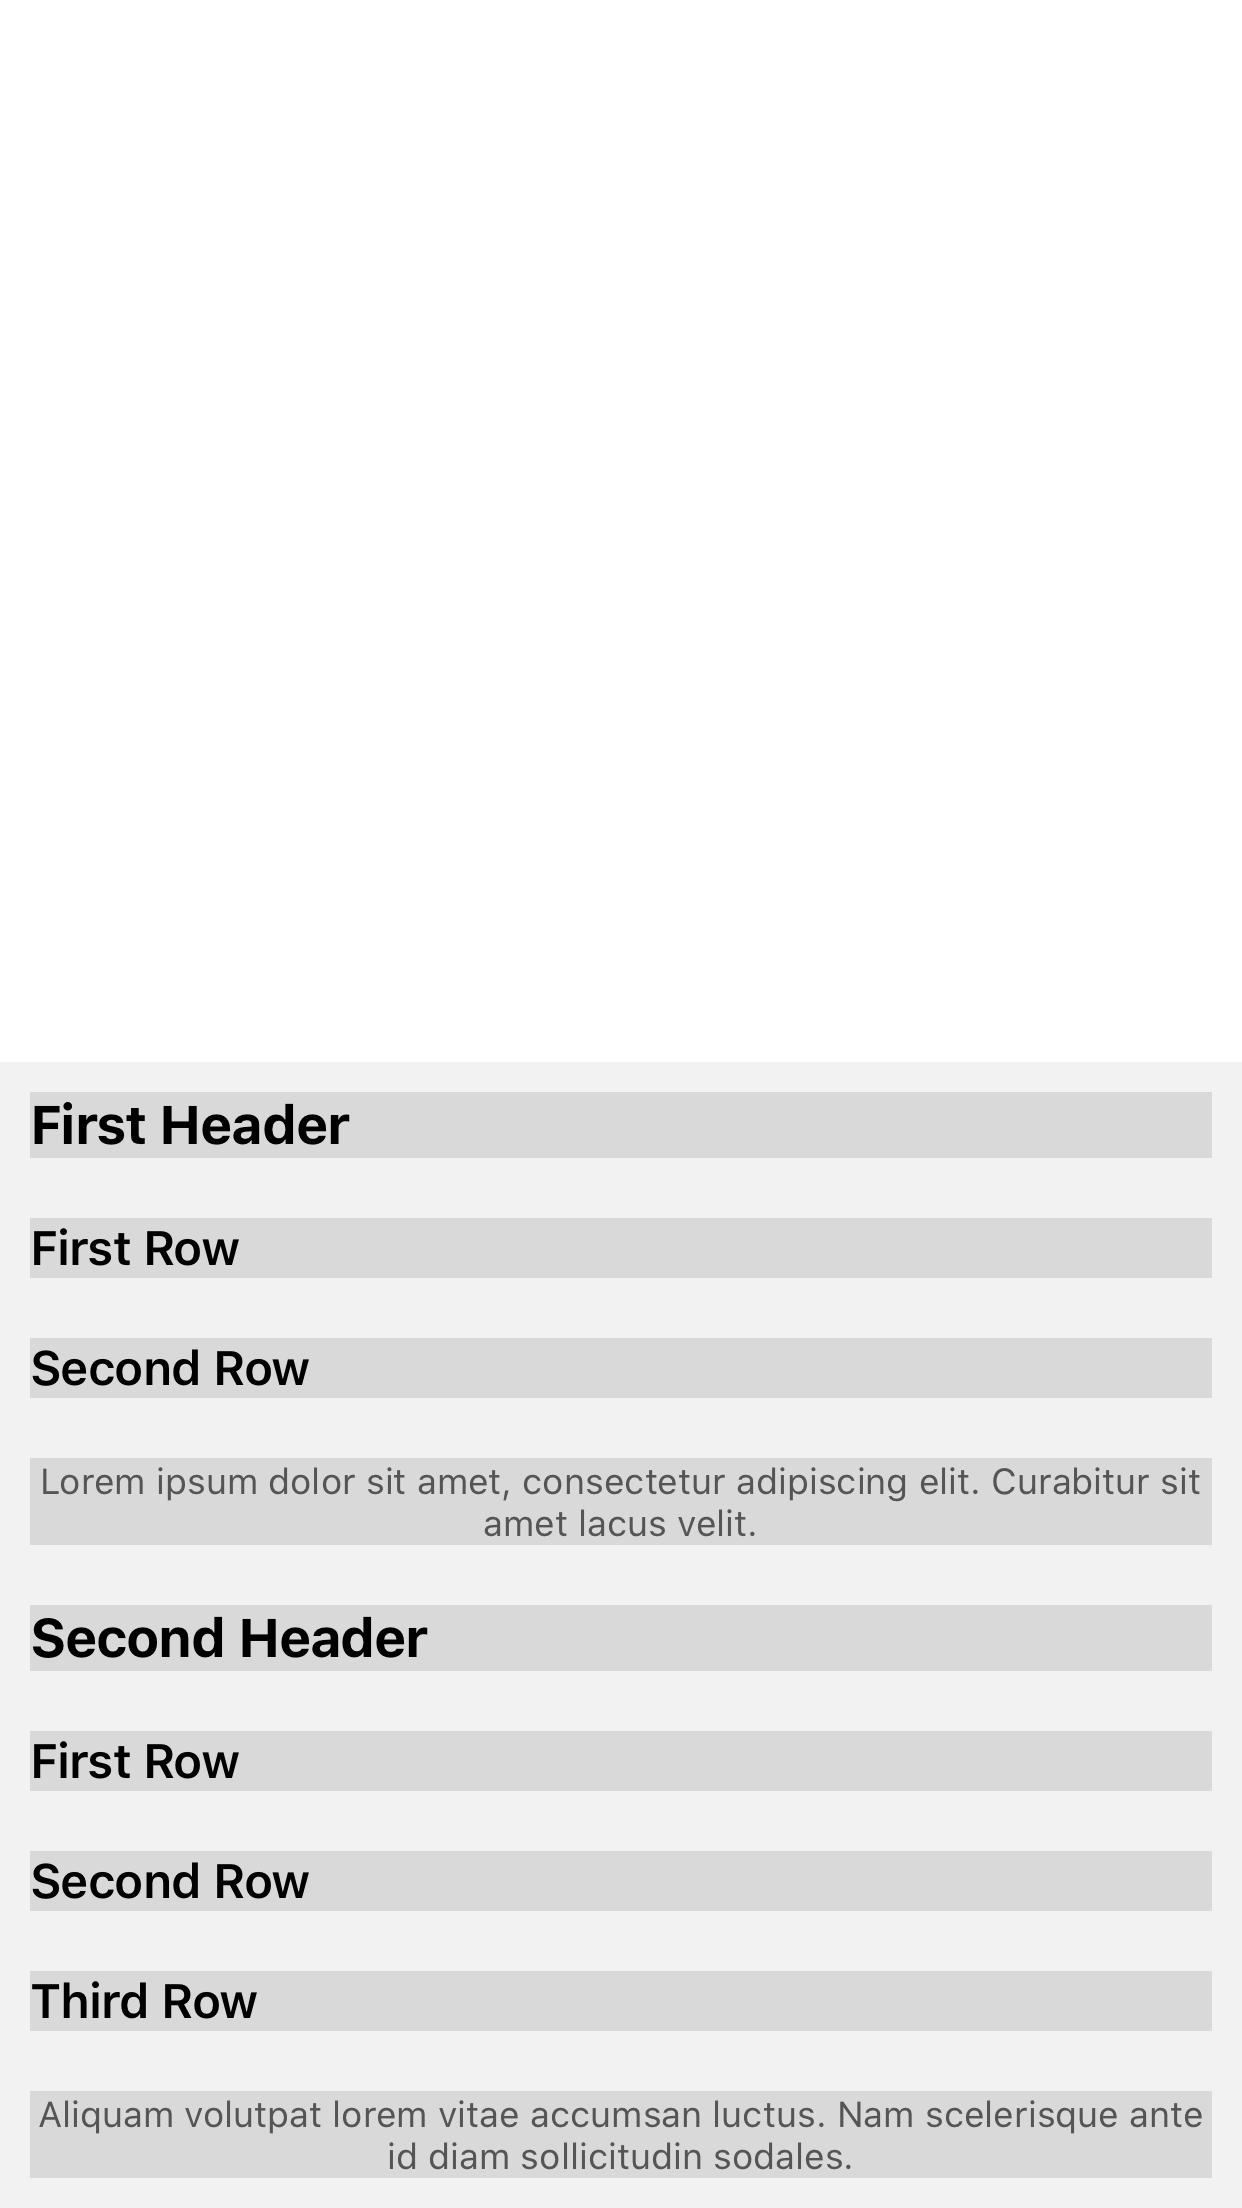 First Header
First Row
Second Row
Lorem ipsum dolor sit amet, consectetur adipiscing elit. Curabitur sit
amet lacus velit.
Second Header
First Row
Second Row
Third Row
Aliquam volutpat lorem vitae accumsan luctus. Nam scelerisque ante
id diam sollicitudin sodales.